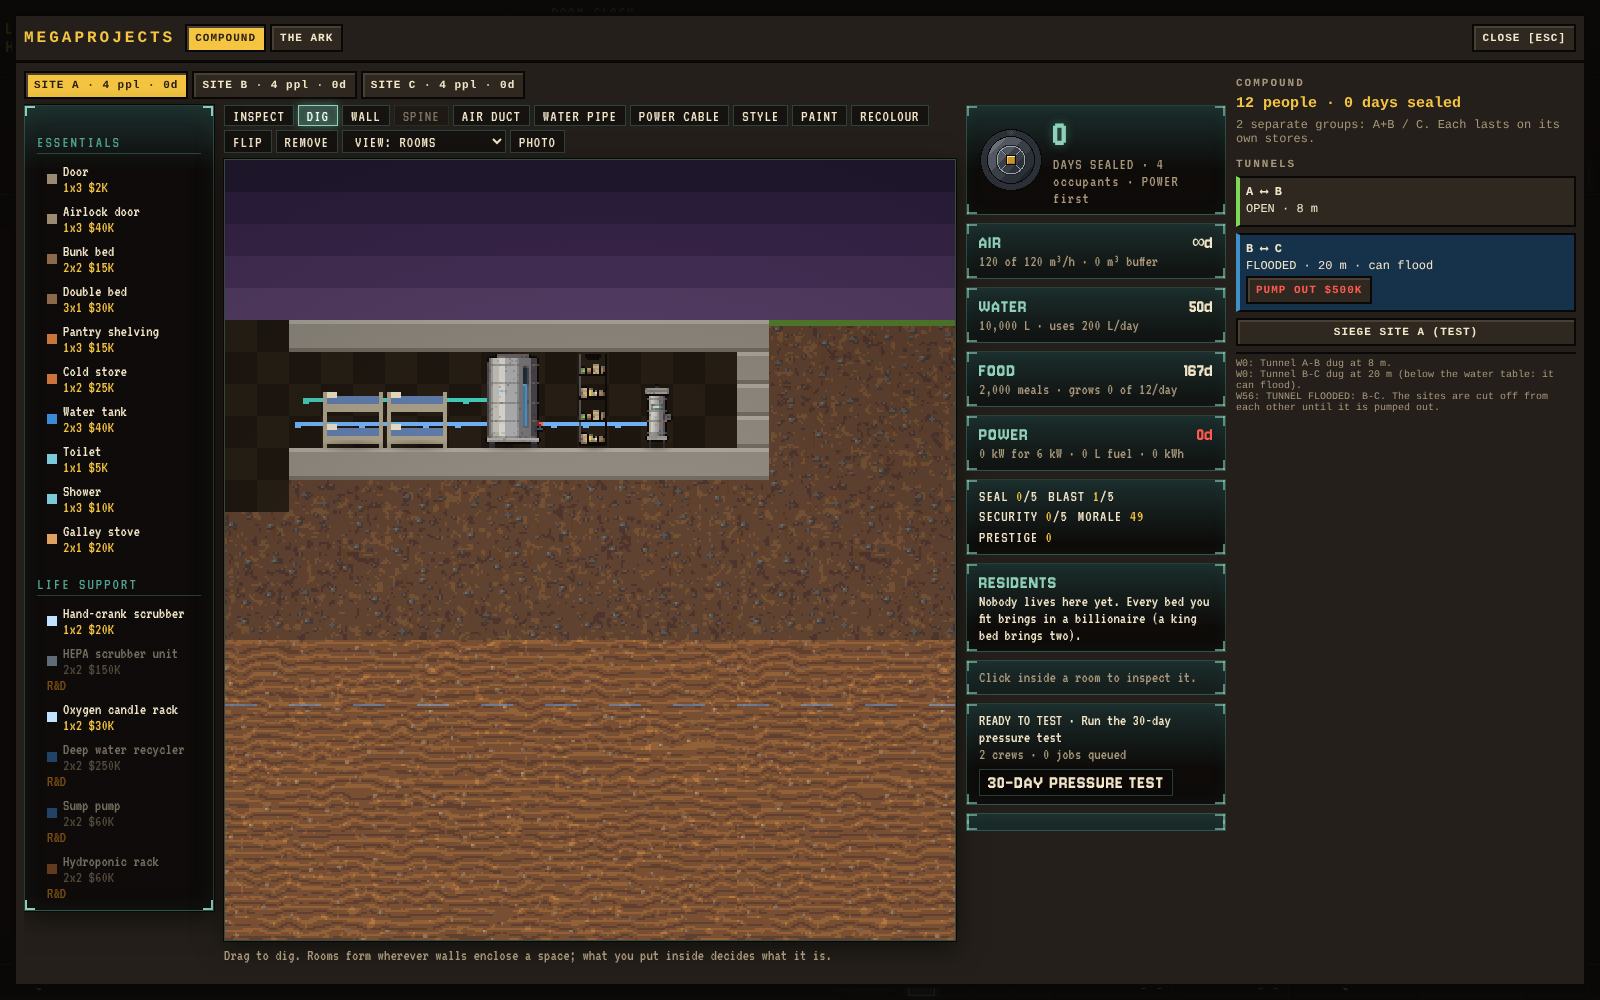 MEGAPROJECTS
COMPOUND
THE ARK
CLOSE [ESC]
SITE A · 4 ppl · 0d
SITE B · 4 ppl · 0d
SITE C · 4 ppl · 0d
ESSENTIALS
Door
1x3 $2K
Airlock door
1x3 $40K
Bunk bed
2x2 $15K
Double bed
3x1 $30K
Pantry shelving
1x3 $15K
Cold store
1x2 $25K
Water tank
2x3 $40K
Toilet
1x1 $5K
Shower
1x3 $10K
Galley stove
2x1 $20K
LIFE SUPPORT
Hand-crank scrubber
1x2 $20K
HEPA scrubber unit
2x2 $150K
R&D
Oxygen candle rack
1x2 $30K
Deep water recycler
2x2 $250K
R&D
Sump pump
2x2 $60K
R&D
Hydroponic rack
2x2 $60K
R&D
INSPECT
DIG
WALL
SPINE
AIR DUCT
WATER PIPE
POWER CABLE
STYLE
PAINT
RECOLOUR
FLIP
REMOVE
VIEW: ROOMS
PHOTO
Drag to dig. Rooms form wherever walls enclose a space; what you put inside decides what it is.
0
DAYS SEALED · 4
occupants · POWER
first
AIR ∞d
120 of 120 m³/h · 0 m³ buffer
WATER 50d
10,000 L · uses 200 L/day
FOOD 167d
2,000 meals · grows 0 of 12/day
POWER 0d
0 kW for 6 kW · 0 L fuel · 0 kWh
SEAL 0/5 BLAST 1/5
SECURITY 0/5 MORALE 49
PRESTIGE 0
RESIDENTS
Nobody lives here yet. Every bed you
fit brings in a billionaire (a king
bed brings two).
Click inside a room to inspect it.
READY TO TEST · Run the 30-day
pressure test
2 crews · 0 jobs queued
30-DAY PRESSURE TEST
COMPOUND
12 people · 0 days sealed
2 separate groups: A+B / C. Each lasts on its
own stores.
TUNNELS
A ↔ B
OPEN · 8 m
B ↔ C
FLOODED · 20 m · can flood
PUMP OUT $500K
SIEGE SITE A (TEST)
W0: Tunnel A-B dug at 8 m.
W0: Tunnel B-C dug at 20 m (below the water table: it
can flood).
W56: TUNNEL FLOODED: B-C. The sites are cut off from
each other until it is pumped out.